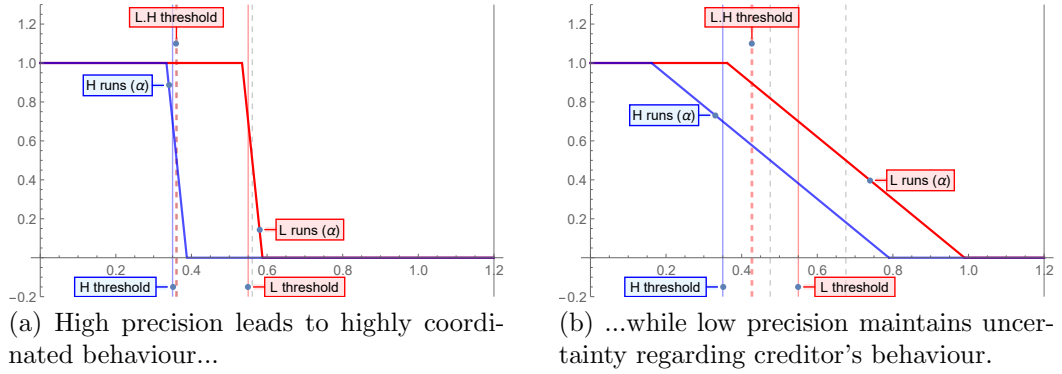 1.2
1.0
0.8
0.6
0.4
0.2
−0.2
0.2
0.4
0.6
0.8
1.0
1.2
L.H threshold
H runs (α)
L runs (α)
H threshold
L threshold
(a) High precision leads to highly coordi-
nated behaviour...
1.2
1.0
0.8
0.6
0.4
0.2
−0.2
0.2
0.4
0.6
0.8
1.0
1.2
L.H threshold
H runs (α)
L runs (α)
H threshold
L threshold
(b) ...while low precision maintains uncer-
tainty regarding creditor's behaviour.